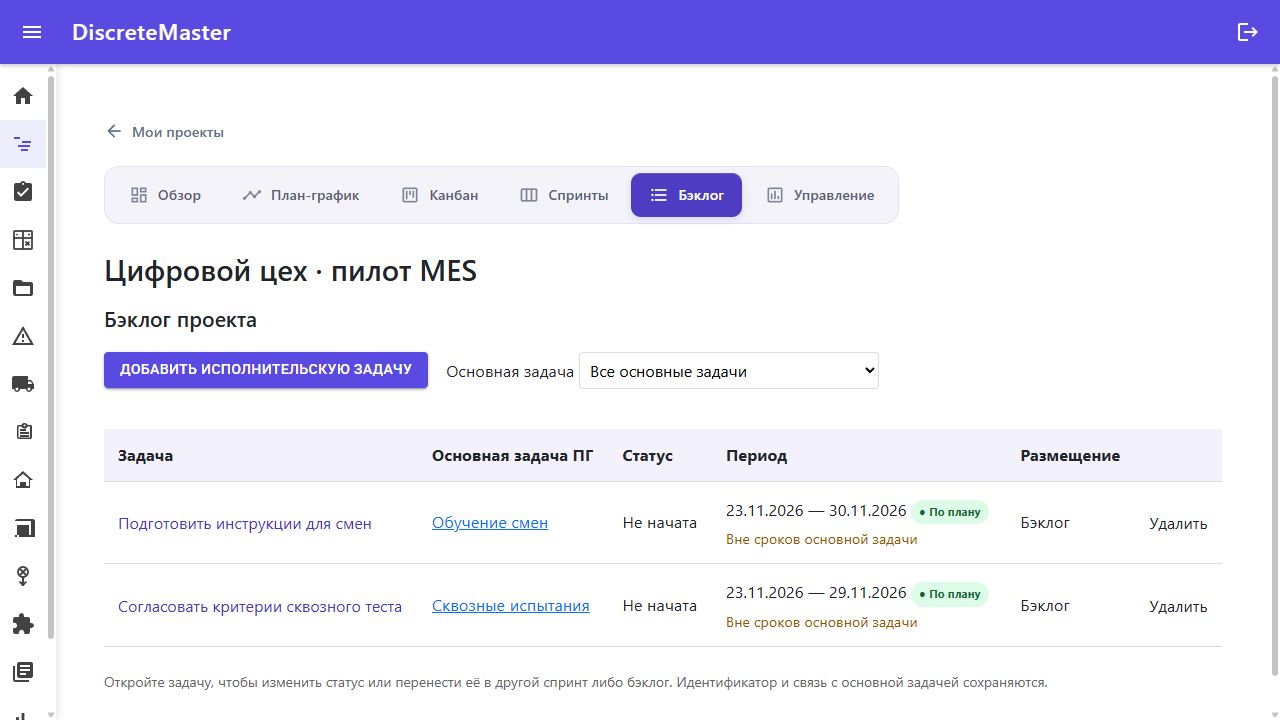 DiscreteMaster
Мои проекты
Обзор
План-график
Канбан
Спринты
Бэклог
Управление
Цифровой цех · пилот MES
Бэклог проекта
ДОБАВИТЬ ИСПОЛНИТЕЛЬСКУЮ ЗАДАЧУ
Основная задача
Все основные задачи
Задача Основная задача ПГ Статус Период Размещение
Подготовить инструкции для смен Обучение смен Не начата 23.11.2026 — 30.11.2026 • По плану Бэклог Удалить
Вне сроков основной задачи
Согласовать критерии сквозного теста Сквозные испытания Не начата 23.11.2026 — 29.11.2026 • По плану Бэклог Удалить
Вне сроков основной задачи
Откройте задачу, чтобы изменить статус или перенести её в другой спринт либо бэклог. Идентификатор и связь с основной задачей сохраняются.